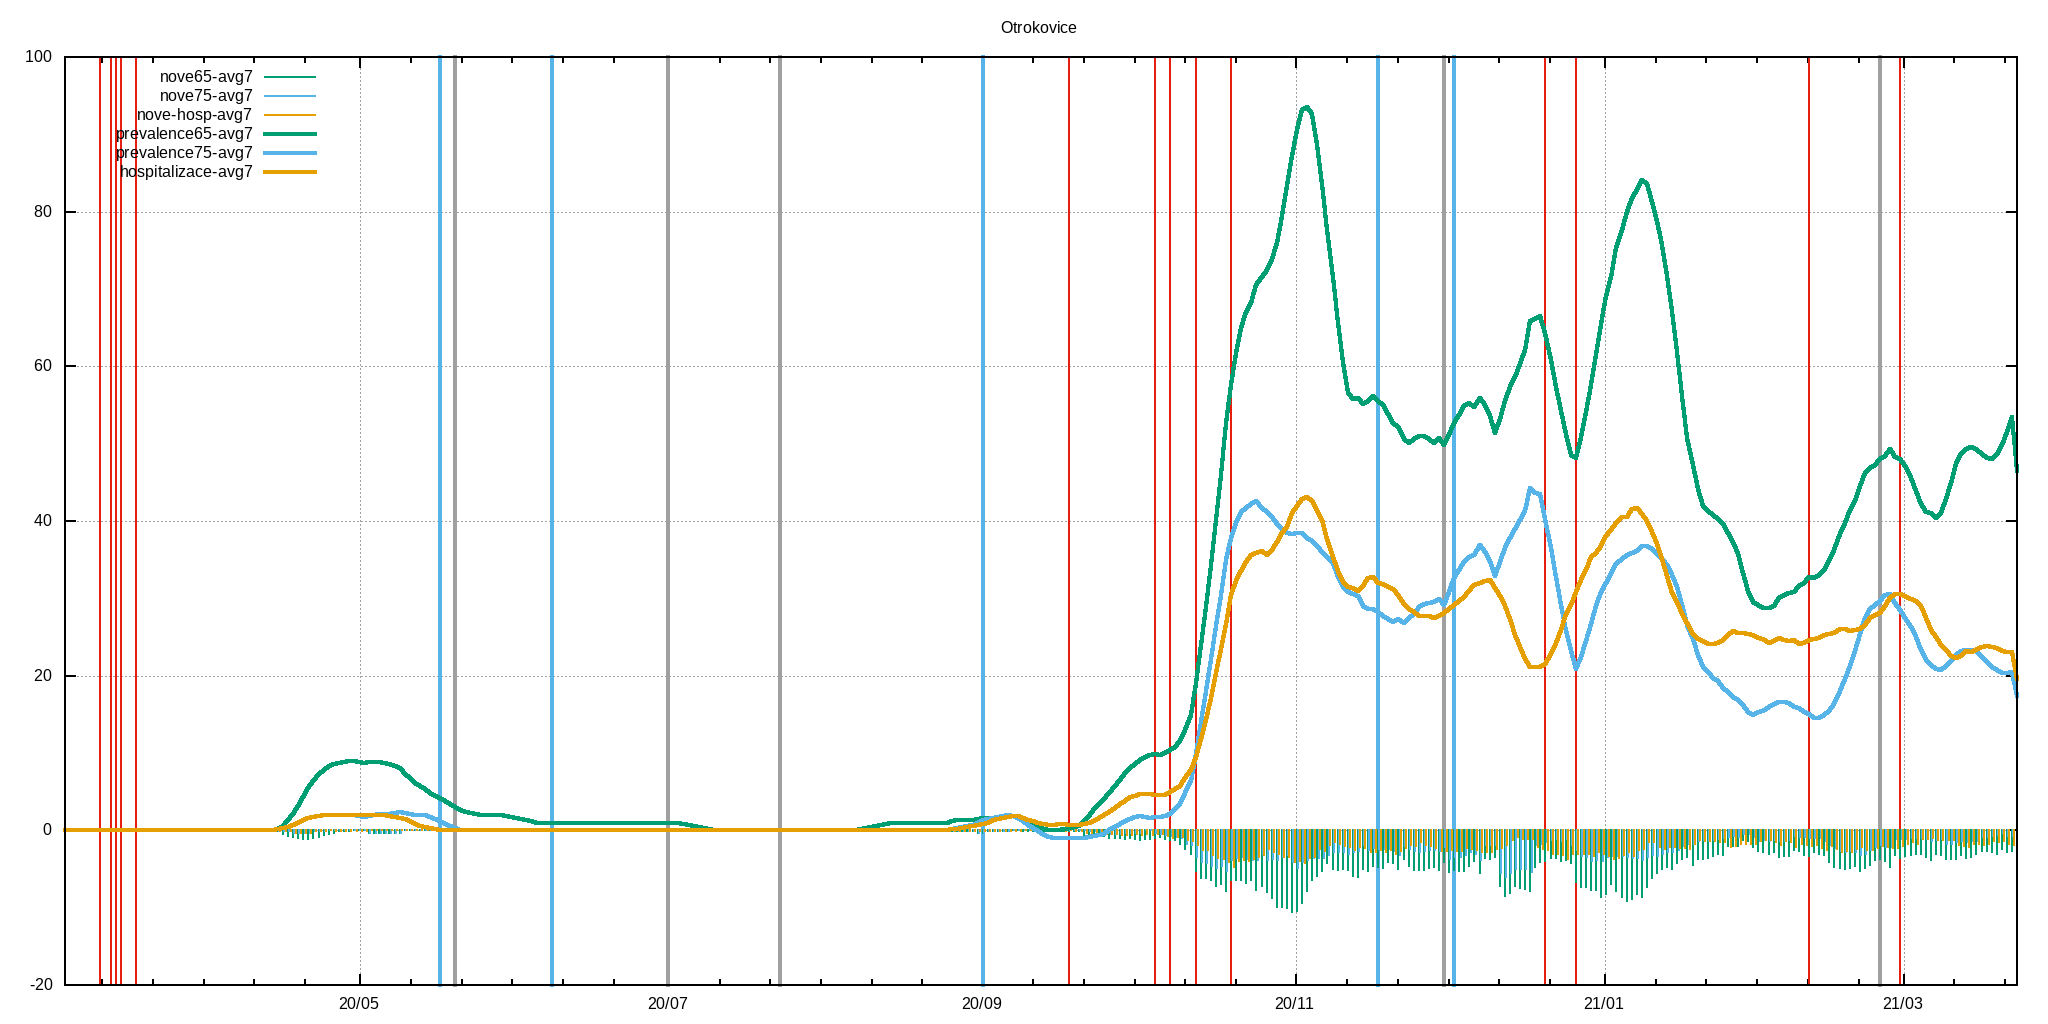 Otrokovice
100
80
60
40
20
0
-20
nove65-avg7
nove75-avg7
nove-hosp-avg7
prevalence65-avg7
prevalence75-avg7
hospitalizace-avg7
20/05 20/07 20/09 20/11 21/01 21/03